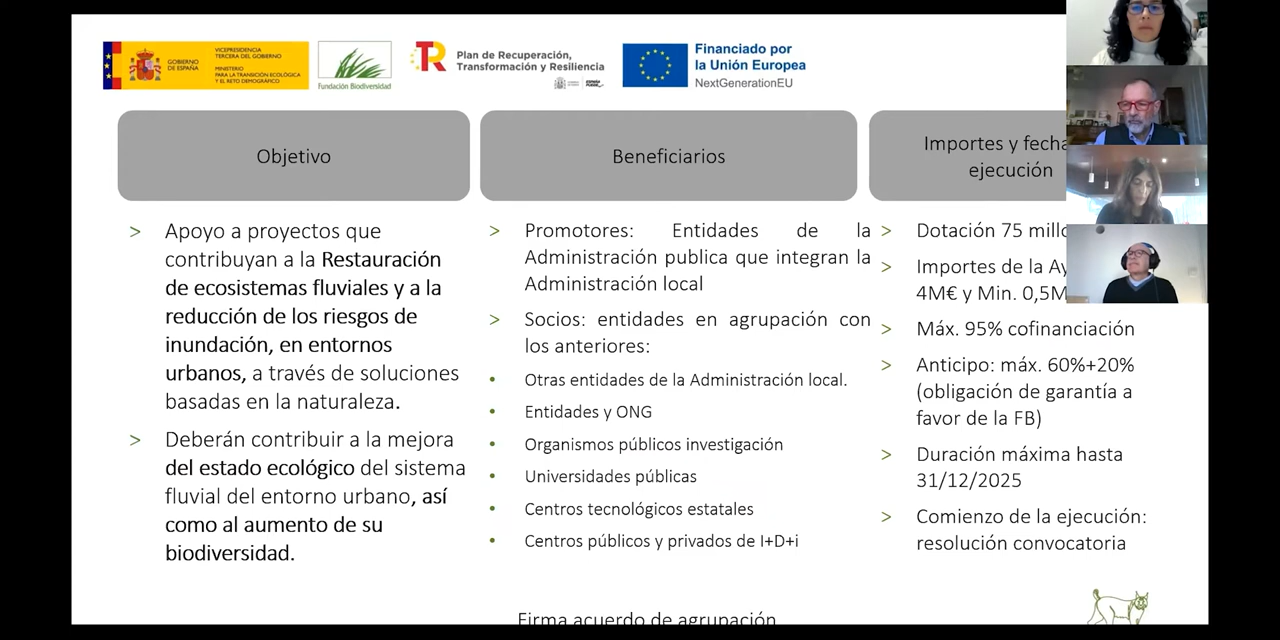 VICEPRESIDENCIA
TERCERA DEL GOBIERNO
GOBIERNO
DE ESPAÑA
MINISTERIO
PARA LA TRANSICIÓN ECOLÓGICA
Y EL RETO DEMOGRÁFICO
Fundación Biodiversidad
Plan de Recuperación,
Transformación y Resiliencia
Financiado por
la Unión Europea
NextGenerationEU
Objetivo
> Apoyo a proyectos que
contribuyan a la Restauración
de ecosistemas fluviales y a la
reducción de los riesgos de
inundación, en entornos
urbanos, a través de soluciones
basadas en la naturaleza.
> Deberán contribuir a la mejora
del estado ecológico del sistema
fluvial del entorno urbano, así
como al aumento de su
biodiversidad.
Beneficiarios
> Promotores: Entidades de la
Administración publica que integran la
Administración local
> Socios: entidades en agrupación con
los anteriores:
• Otras entidades de la Administración local.
• Entidades y ONG
• Organismos públicos investigación
• Universidades públicas
• Centros tecnológicos estatales
• Centros públicos y privados de I+D+i
Firma acuerdo de agrupación
Importes y fecha
ejecución
> Dotación 75 millo
> Importes de la Ay
4M€ y Min. 0,5M
> Máx. 95% cofinanciación
> Anticipo: máx. 60%+20%
(obligación de garantía a
favor de la FB)
> Duración máxima hasta
31/12/2025
> Comienzo de la ejecución:
resolución convocatoria